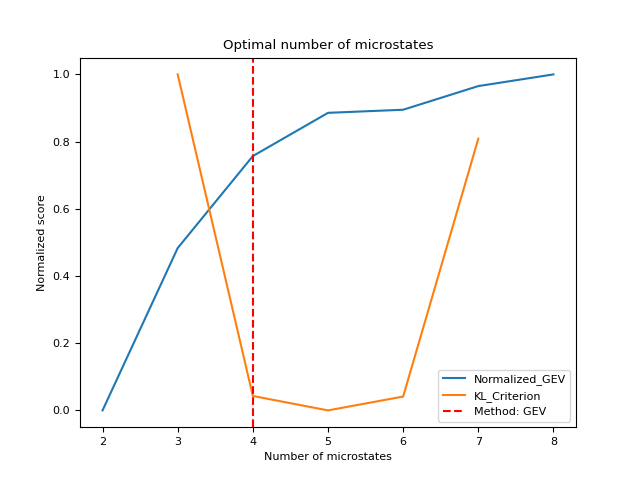 Optimal number of microstates
1.0
0.8
0.6
0.4
0.2
0.0
Normalized score
2 3 4 5 6 7 8
Number of microstates
Normalized_GEV
KL_Criterion
Method: GEV